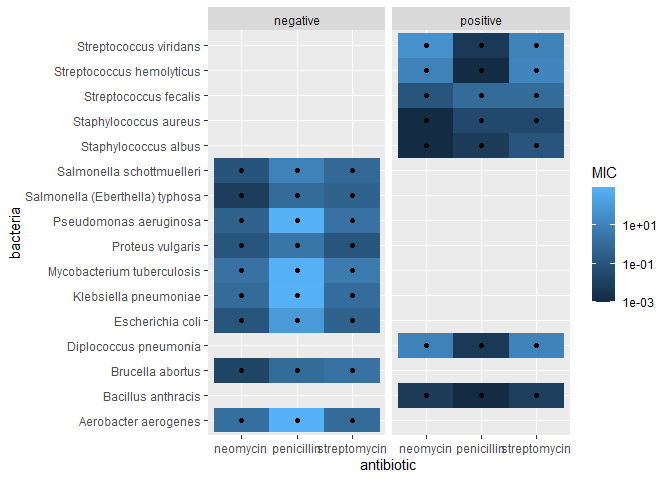 negative
positive
Streptococcus viridans
Streptococcus hemolyticus
Streptococcus fecalis
Staphylococcus aureus
Staphylococcus albus
Salmonella schottmuelleri
Salmonella (Eberthella) typhosa
Pseudomonas aeruginosa
Proteus vulgaris
Mycobacterium tuberculosis
Klebsiella pneumoniae
Escherichia coli
Diplococcus pneumonia
Brucella abortus
Bacillus anthracis
Aerobacter aerogenes
bacteria
neomycin penicillin streptomycin
neomycin penicillin streptomycin
antibiotic
MIC
1e+01
1e-01
1e-03